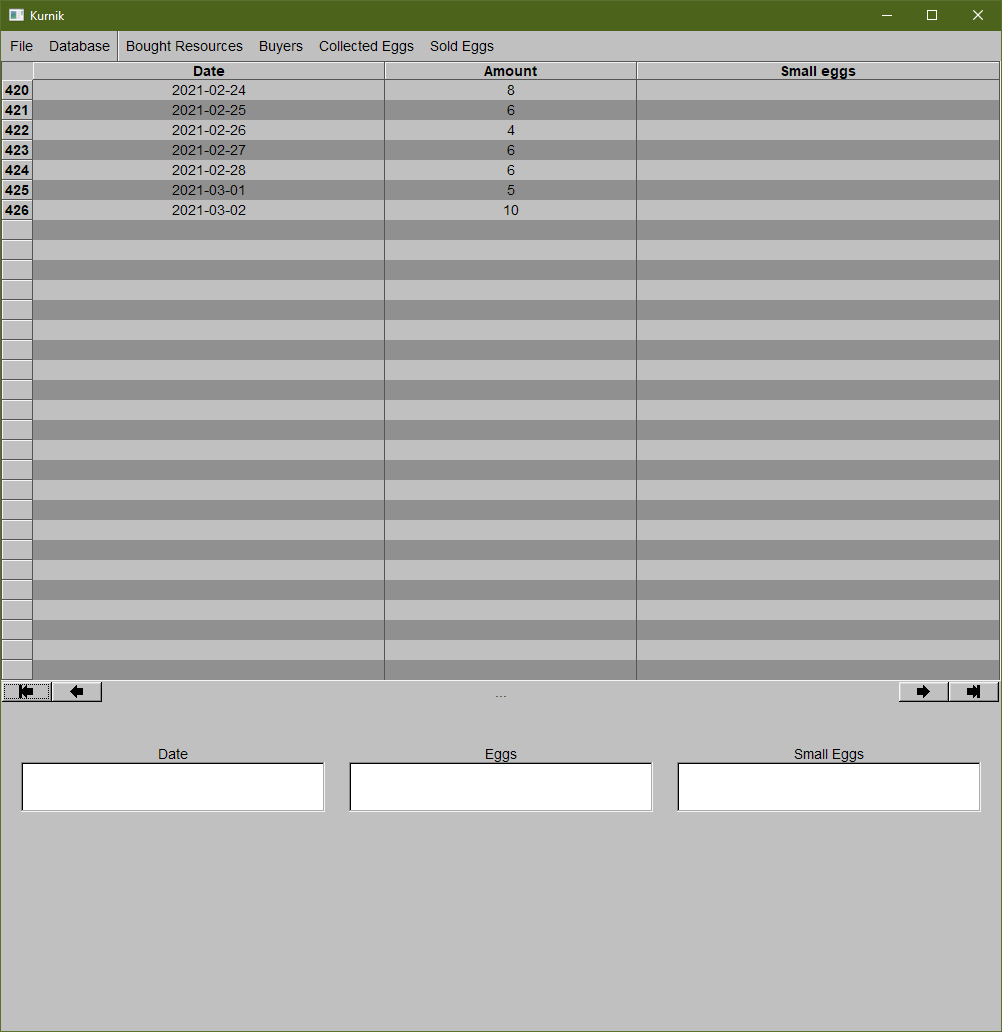 Kurnik
File Database Bought Resources Buyers Collected Eggs Sold Eggs
Date Amount Small eggs
420 2021-02-24 8
421 2021-02-25 6
422 2021-02-26 4
423 2021-02-27 6
424 2021-02-28 6
425 2021-03-01 5
426 2021-03-02 10
...
Date Eggs Small Eggs